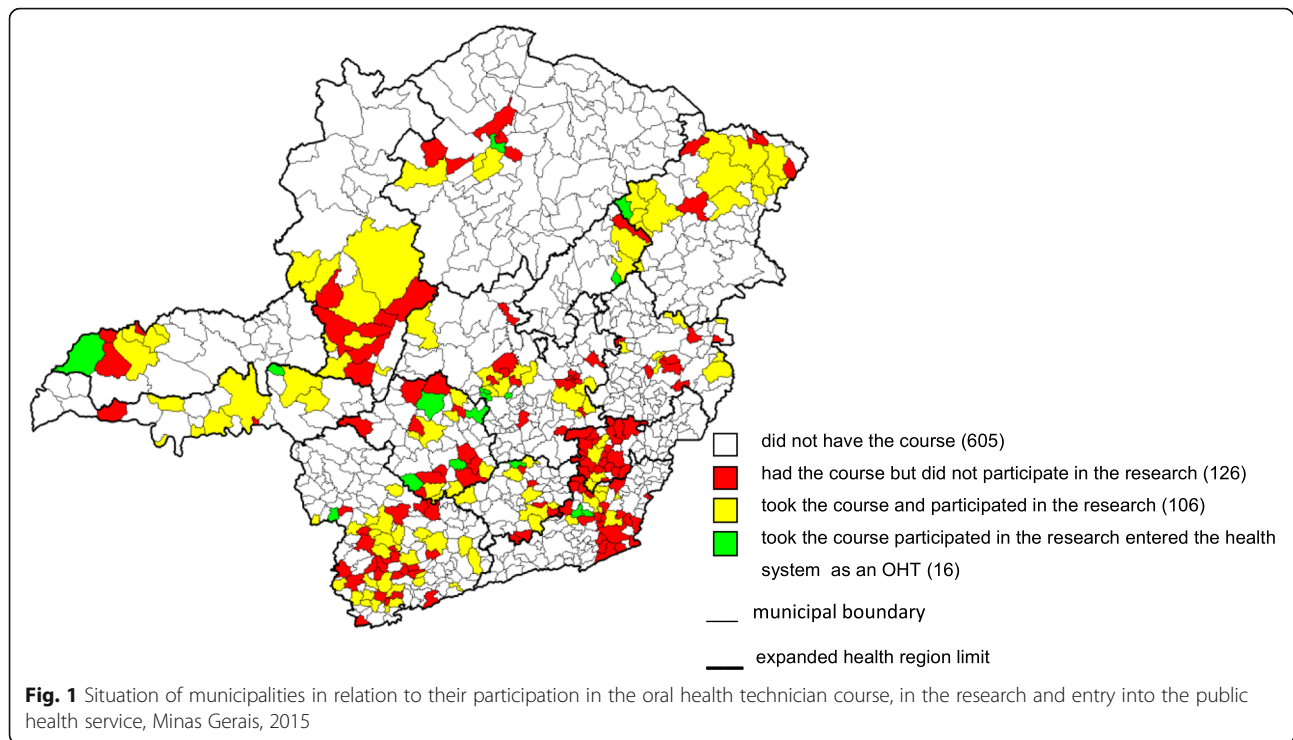 did not have the course (605)
had the course but did not participate in the research (126)
took the course and participated in the research (106)
took the course participated in the research entered the health
system as an OHT (16)
municipal boundary
expanded health region limit
Fig. 1 Situation of municipalities in relation to their participation in the oral health technician course, in the research and entry into the public
health service, Minas Gerais, 2015